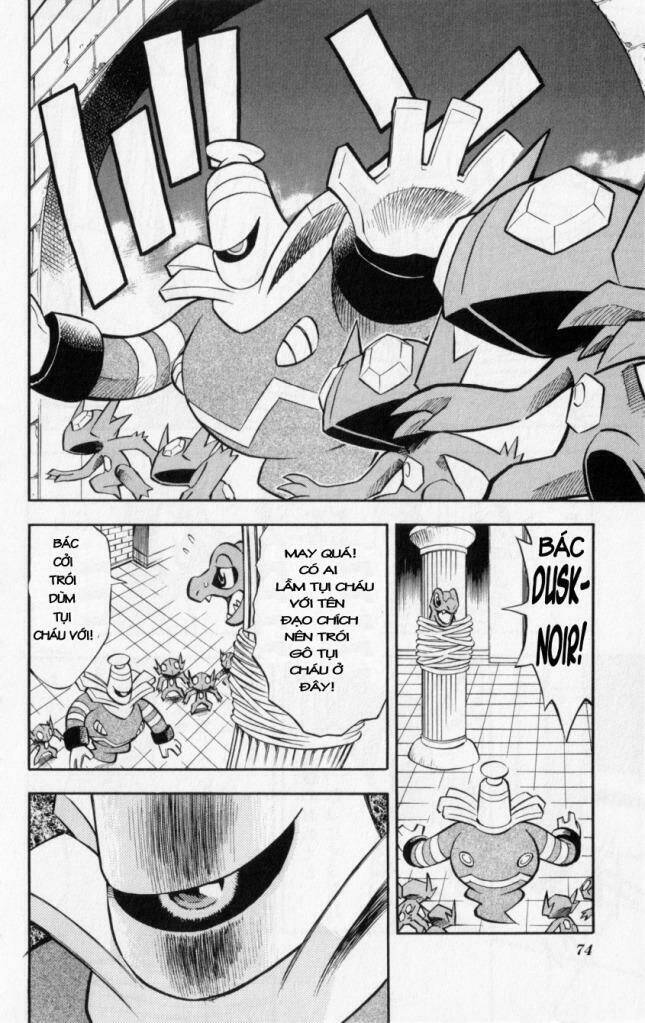 BÁC
DUSK-
NOIR!
MAY QUÁ!
CÓ AI
LẦM TỤI CHÁU
VỚI TÊN
ĐẠO CHÍCH
NÊN TRÓI
GÔ TỤI
CHÁU Ở
ĐÂY!
BÁC
CỞI
TRÓI
DÙM
TỤI
CHÁU VỚI!
74